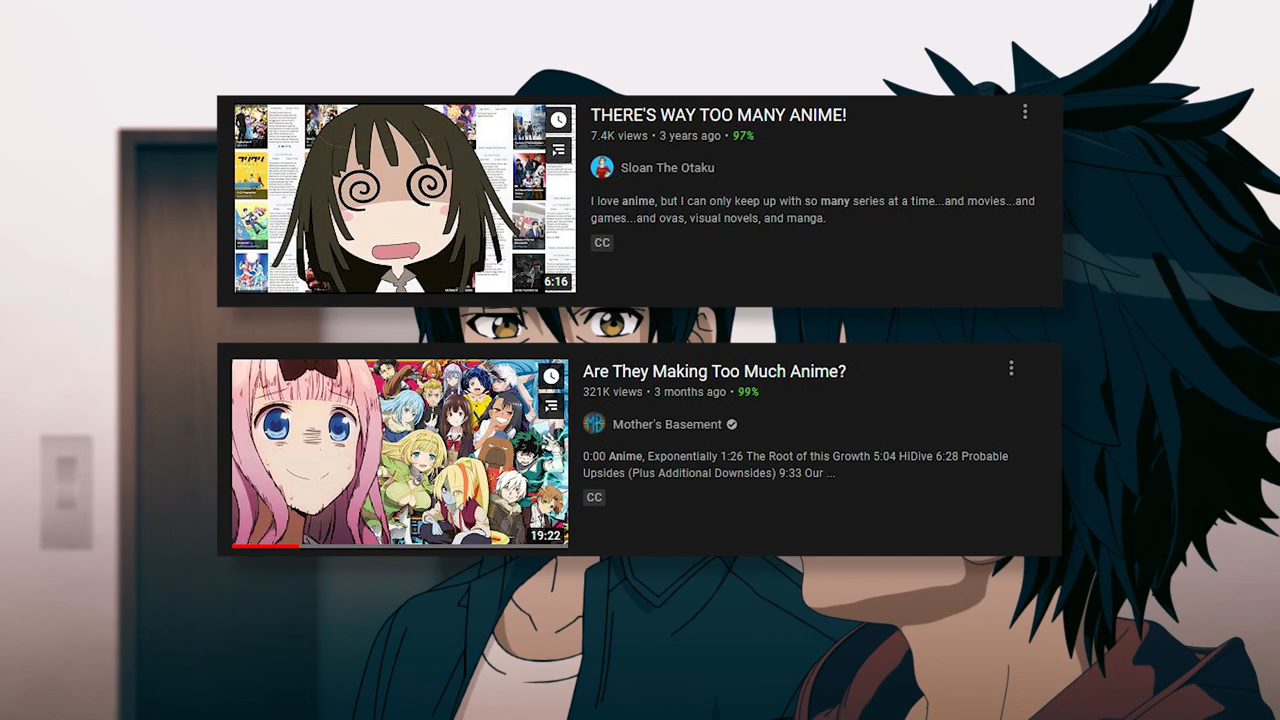 THERE'S WAY TOO MANY ANIME!
7.4K views • 3 years ago • 97%
Sloan The Otaku
I love anime, but I can only keep up with so many series at a time...and movies...and
games...and ovas, visual novels, and manga...
CC
6:16
Are They Making Too Much Anime?
321K views • 3 months ago • 99%
Mother's Basement
0:00 Anime, Exponentially 1:26 The Root of this Growth 5:04 HiDive 6:28 Probable
Upsides (Plus Additional Downsides) 9:33 Our ...
CC
19:22